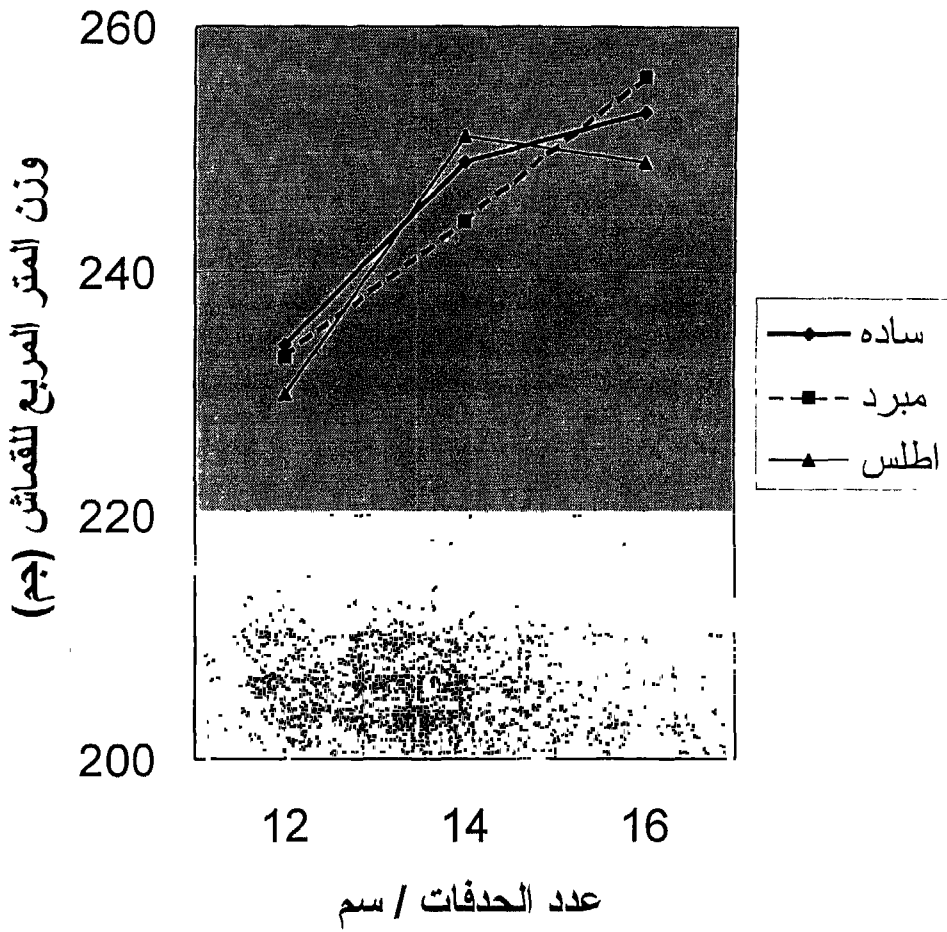 260
240
220
200
وزن المتر المربع للقماش (جم)
12 14 16
عدد الحدفات / سم
ساده
مبرد
اطلس